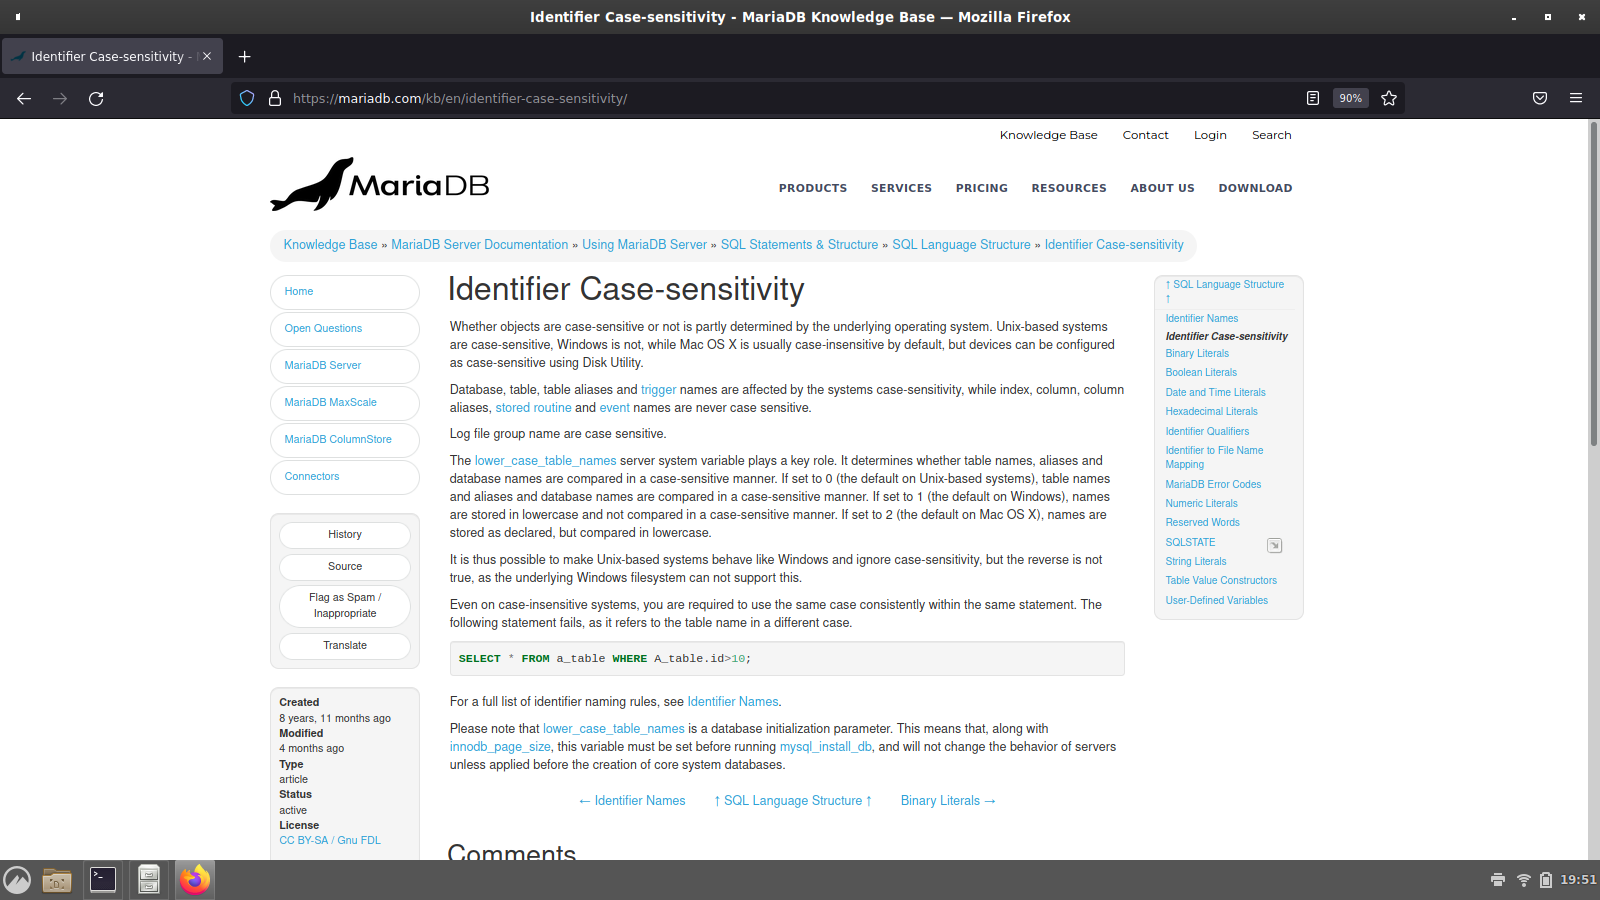 Identifier Case-sensitivity - MariaDB Knowledge Base — Mozilla Firefox
Identifier Case-sensitivity -
https://mariadb.com/kb/en/identifier-case-sensitivity/
90%
Knowledge Base Contact Login Search
MariaDB
PRODUCTS SERVICES PRICING RESOURCES ABOUT US DOWNLOAD
Knowledge Base » MariaDB Server Documentation » Using MariaDB Server » SQL Statements & Structure » SQL Language Structure » Identifier Case-sensitivity
Home
Open Questions
MariaDB Server
MariaDB MaxScale
MariaDB ColumnStore
Connectors
History
Source
Flag as Spam /
Inappropriate
Translate
Created
8 years, 11 months ago
Modified
4 months ago
Type
article
Status
active
License
CC BY-SA / Gnu FDL
Identifier Case-sensitivity
Whether objects are case-sensitive or not is partly determined by the underlying operating system. Unix-based systems
are case-sensitive, Windows is not, while Mac OS X is usually case-insensitive by default, but devices can be configured
as case-sensitive using Disk Utility.
Database, table, table aliases and trigger names are affected by the systems case-sensitivity, while index, column, column
aliases, stored routine and event names are never case sensitive.
Log file group name are case sensitive.
The lower_case_table_names server system variable plays a key role. It determines whether table names, aliases and
database names are compared in a case-sensitive manner. If set to 0 (the default on Unix-based systems), table names
and aliases and database names are compared in a case-sensitive manner. If set to 1 (the default on Windows), names
are stored in lowercase and not compared in a case-sensitive manner. If set to 2 (the default on Mac OS X), names are
stored as declared, but compared in lowercase.
It is thus possible to make Unix-based systems behave like Windows and ignore case-sensitivity, but the reverse is not
true, as the underlying Windows filesystem can not support this.
Even on case-insensitive systems, you are required to use the same case consistently within the same statement. The
following statement fails, as it refers to the table name in a different case.
SELECT * FROM a_table WHERE A_table.id>10;
For a full list of identifier naming rules, see Identifier Names.
Please note that lower_case_table_names is a database initialization parameter. This means that, along with
innodb_page_size, this variable must be set before running mysql_install_db, and will not change the behavior of servers
unless applied before the creation of core system databases.
← Identifier Names ↑ SQL Language Structure ↑ Binary Literals →
Comments
↑ SQL Language Structure
↑
Identifier Names
Identifier Case-sensitivity
Binary Literals
Boolean Literals
Date and Time Literals
Hexadecimal Literals
Identifier Qualifiers
Identifier to File Name
Mapping
MariaDB Error Codes
Numeric Literals
Reserved Words
SQLSTATE
String Literals
Table Value Constructors
User-Defined Variables
19:51